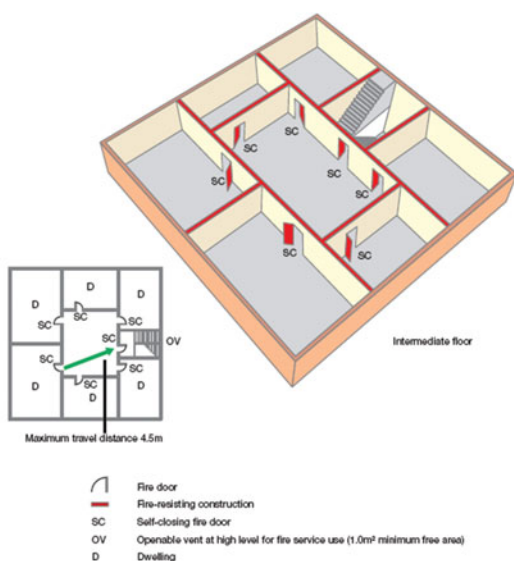 SC
SC
SC
SC
SC
SC
SC
Intermediate floor
D
D
D
SC
SC
SC
SC
OV
SC
SC
SC
D
D
D
Maximum travel distance 4.5m
Fire door
Fire-resisting construction
SC Self-closing fire door
OV Openable vent at high level for fire service use (1.0m² minimum free area)
D Dwelling